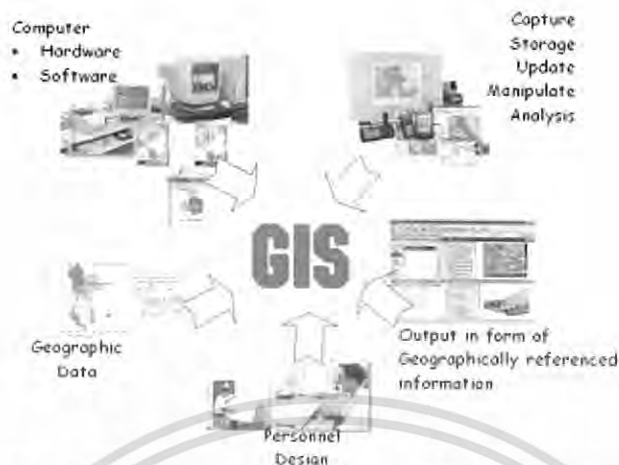 Computer
• Hardware
• Software
Capture
Storage
Update
Manipulate
Analysis
GIS
Geographic
Data
Output in form of
Geographically referenced
information
Personnel
Design